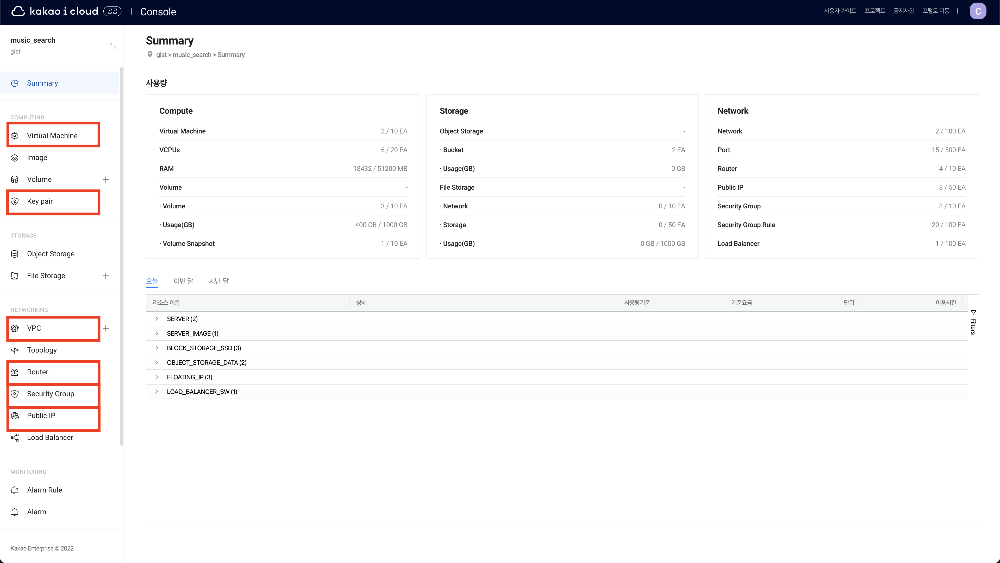 kakao i cloud 공공 | Console
사용자 가이드 프로젝트 공지사항 포털로 이동 | C
music_search
gist
Summary
COMPUTING
Virtual Machine
Image
Volume
Key pair
STORAGE
Object Storage
File Storage
NETWORKING
VPC
Topology
Router
Security Group
Public IP
Load Balancer
MONITORING
Alarm Rule
Alarm
Kakao Enterprise © 2022
Summary
gist > music_search > Summary
사용량
Compute
Virtual Machine 2 / 10 EA
VCPUs 6 / 20 EA
RAM 18432 / 51200 MB
Volume -
· Volume 3 / 10 EA
· Usage(GB) 400 GB / 1000 GB
· Volume Snapshot 1 / 10 EA
Storage
Object Storage -
· Bucket 2 EA
· Usage(GB) 0 GB
File Storage -
· Network 0 / 10 EA
· Storage 0 / 50 EA
· Usage(GB) 0 GB / 1000 GB
Network
Network 2 / 100 EA
Port 15 / 500 EA
Router 4 / 10 EA
Public IP 3 / 50 EA
Security Group 3 / 10 EA
Security Group Rule 20 / 100 EA
Load Balancer 1 / 100 EA
오늘 이번 달 지난 달
리소스 이름 상세 사용량기준 기준요금 단위 이용시간
SERVER (2)
SERVER_IMAGE (1)
BLOCK_STORAGE_SSD (3)
OBJECT_STORAGE_DATA (2)
FLOATING_IP (3)
LOAD_BALANCER_SW (1)
Filters